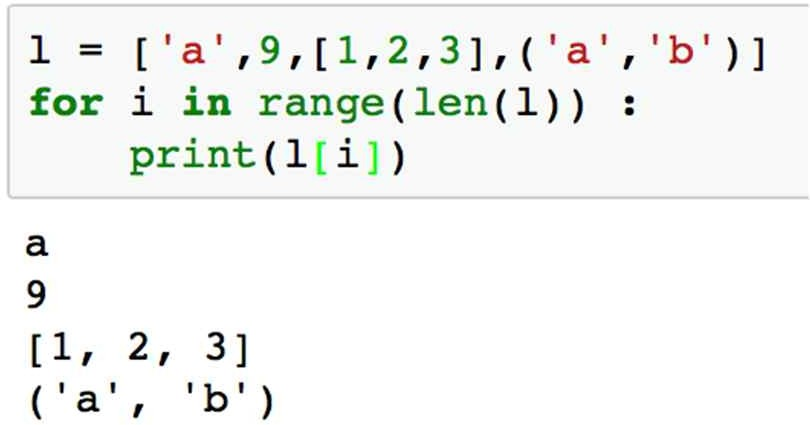 l = ['a',9,[1,2,3],('a','b')]
for i in range(len(l)) :
    print(l[i])
a
9
[1, 2, 3]
('a', 'b')